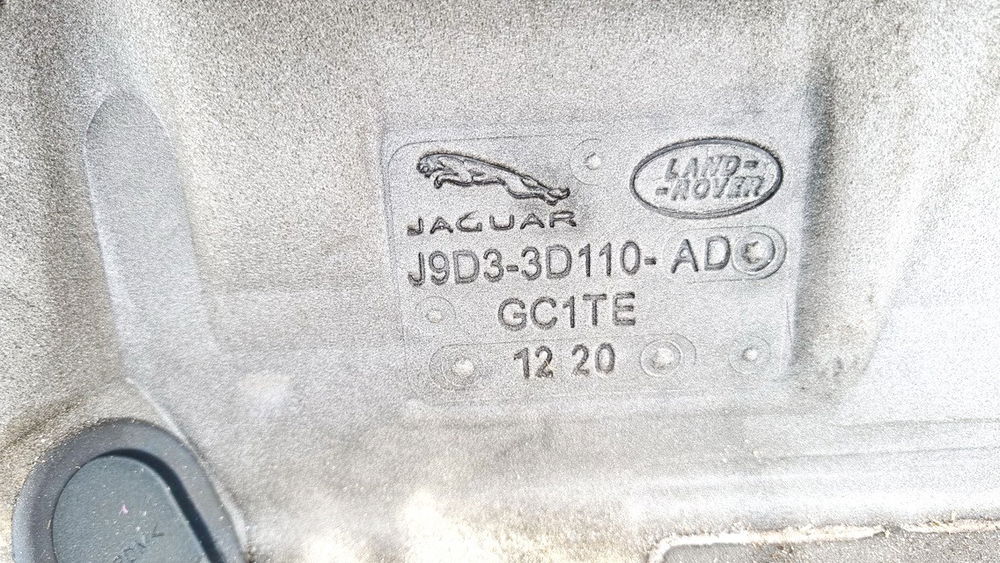 JAGUAR
LAND-
-ROVER
J9D3-3D110- AD
GC1TE
12 20